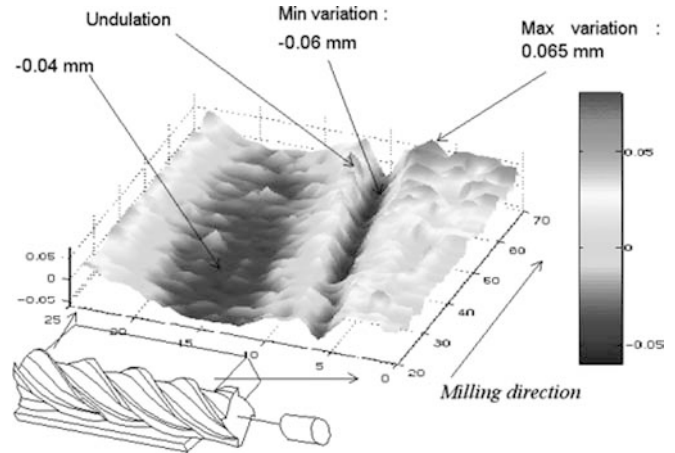 Undulation
Min variation :
-0.06 mm
Max variation :
0.065 mm
-0.04 mm
0.05
0
-0.05
0.05
0
-0.05
25
20
15
10
5
0
20
30
40
50
60
70
Milling direction